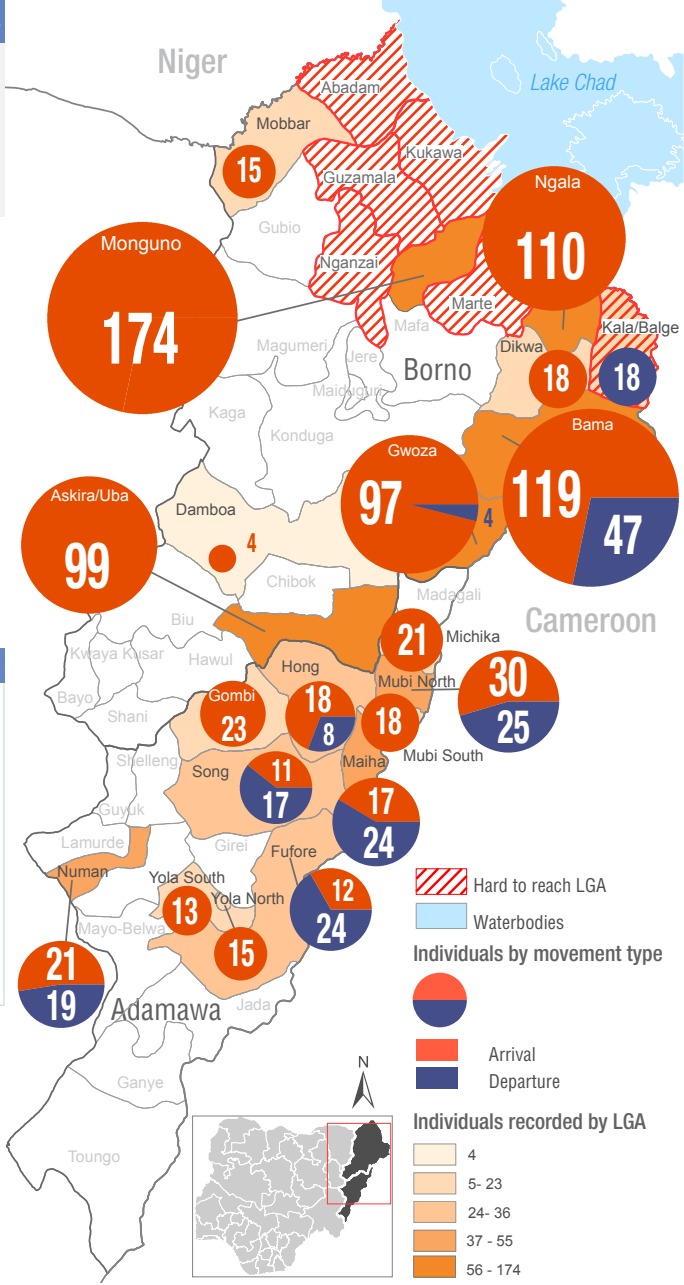 Niger
Lake Chad
Abadam
Mobbar
Kukawa
15
Guzamala
Ngala
110
Gubio
Monguno
174
Nganzai
Marte
Kala/Balge
Mafa
Magumeri
Jere
Dikwa
Borno
18
18
Maiduguri
Kaga
Bama
119
47
Konduga
Gwoza
97
4
Askira/Uba
99
Damboa
4
Chibok
Madagali
Cameroon
Biu
21
Michika
Kwaya Kusar
Hawul
Hong
Mubi North
30
25
Bayo
Shani
Gombi
23
18
8
18
Mubi South
Shelleng
Song
11
17
Maiha
17
24
Guyuk
Lamurde
Girei
Fufore
Numan
Yola South
Yola North
12
24
13
Mayo-Belwa
15
21
19
Adamawa
Jada
Ganye
Toungo
N
Hard to reach LGA
Waterbodies
Individuals by movement type
Arrival
Departure
Individuals recorded by LGA
4
5- 23
24- 36
37 - 55
56 - 174